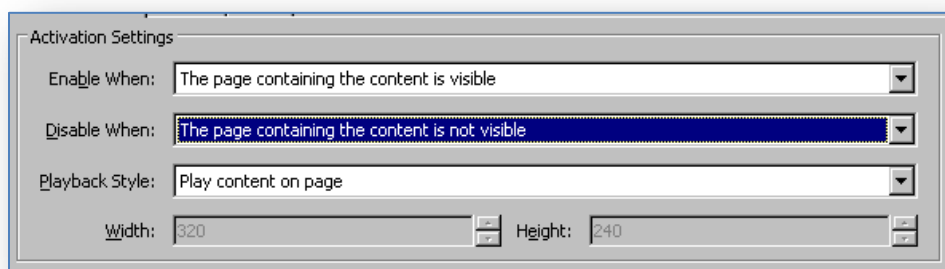 Activation Settings
Enable When: The page containing the content is visible
Disable When: The page containing the content is not visible
Playback Style: Play content on page
Width: 320 Height: 240